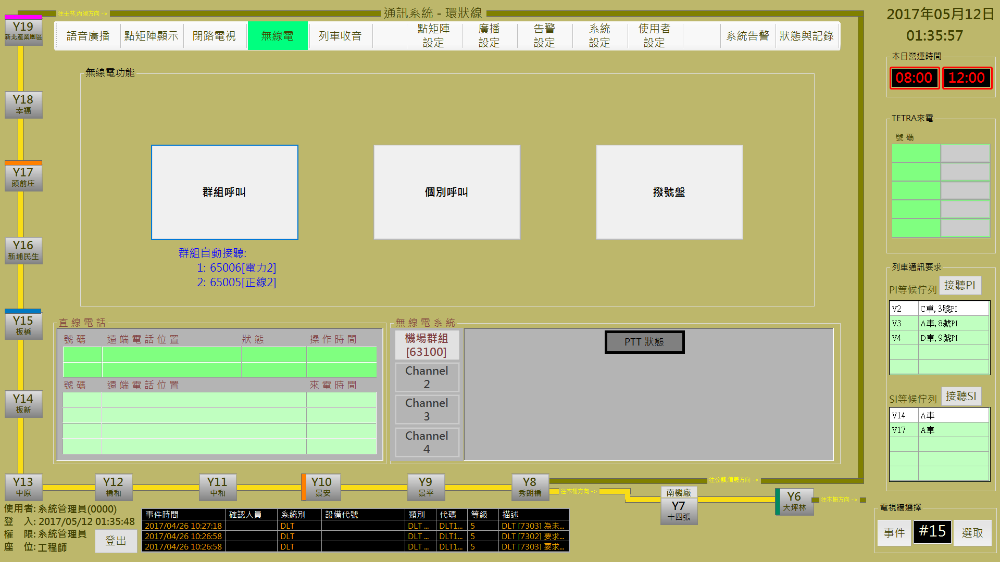 往士林,內湖方向 ->
通訊系統 - 環狀線
2017年05月12日
01:35:57
語音廣播
點矩陣顯示
閉路電視
無線電
列車收音
點矩陣
設定
廣播
設定
告警
設定
系統
設定
使用者
設定
系統告警
狀態與記錄
Y19
新北產業園區
Y18
幸福
Y17
頭前庄
Y16
新埔民生
Y15
板橋
Y14
板新
Y13
中原
無線電功能
群組呼叫
個別呼叫
撥號盤
群組自動接聽:
1: 65006[電力2]
2: 65005[正線2]
直線電話
號碼 遠端電話位置 狀態 操作時間
號碼 遠端電話位置 來電時間
無線電系統
機場群組
[63100]
Channel
2
Channel
3
Channel
4
PTT 狀態
本日營運時間
08:00 12:00
TETRA來電
號碼
列車通訊要求
PI等候佇列 接聽PI
V2 C車,3號PI
V3 A車,8號PI
V4 D車,9號PI
SI等候佇列 接聽SI
V14 A車
V17 A車
Y12
橋和
Y11
中和
Y10
景安
Y9
景平
Y8
秀朗橋
往公館,信義方向 ->
往木柵方向 ->
南機廠
Y7
十四張
Y6
大坪林
往木柵方向 ->
使用者: 系統管理員(0000)
登 入: 2017/05/12 01:35:48
權 限: 系統管理員
座 位: 工程師
登出
事件時間 確認人員 系統別 設備代號 類別 代碼 等級 描述
2017/04/26 10:27:18 DLT DLT ... DLT1... 5 DLT [7303] 為未...
2017/04/26 10:26:58 DLT DLT ... DLT1... 5 DLT [7302] 要求...
2017/04/26 10:26:58 DLT DLT ... DLT1... 5 DLT [7303] 要求...
電視牆選擇
事件 #15 選取